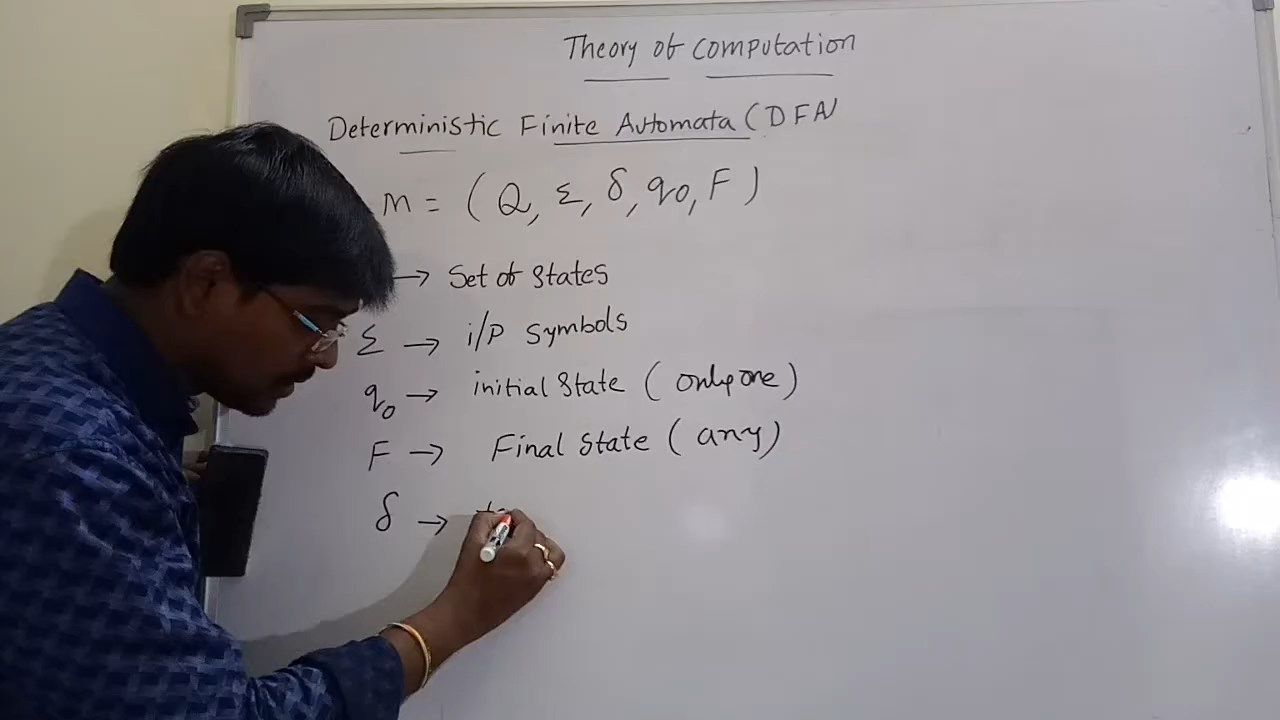 Theory of Computation
Deterministic Finite Automata (DFA)
M = (Q, Σ, δ, q0, F)
→ Set of States
Σ → i/p Symbols
q0 → initial State (only one)
F → Final State (any)
δ →